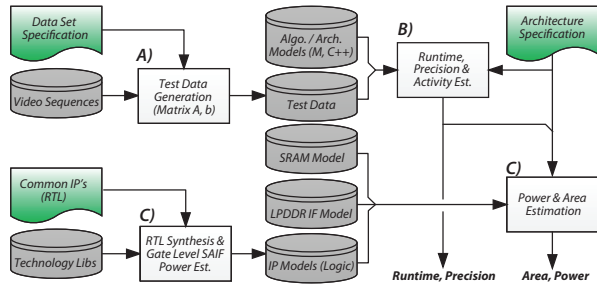 Data Set
Specification
Video Sequences
A)
Test Data
Generation
(Matrix A, b)
Algo. / Arch.
Models (M, C++)
Test Data
B)
Runtime,
Precision &
Activity Est.
Architecture
Specification
SRAM Model
LPDDR IF Model
IP Models (Logic)
Common IP's
(RTL)
Technology Libs
C)
RTL Synthesis &
Gate Level SAIF
Power Est.
C)
Power & Area
Estimation
Runtime, Precision
Area, Power